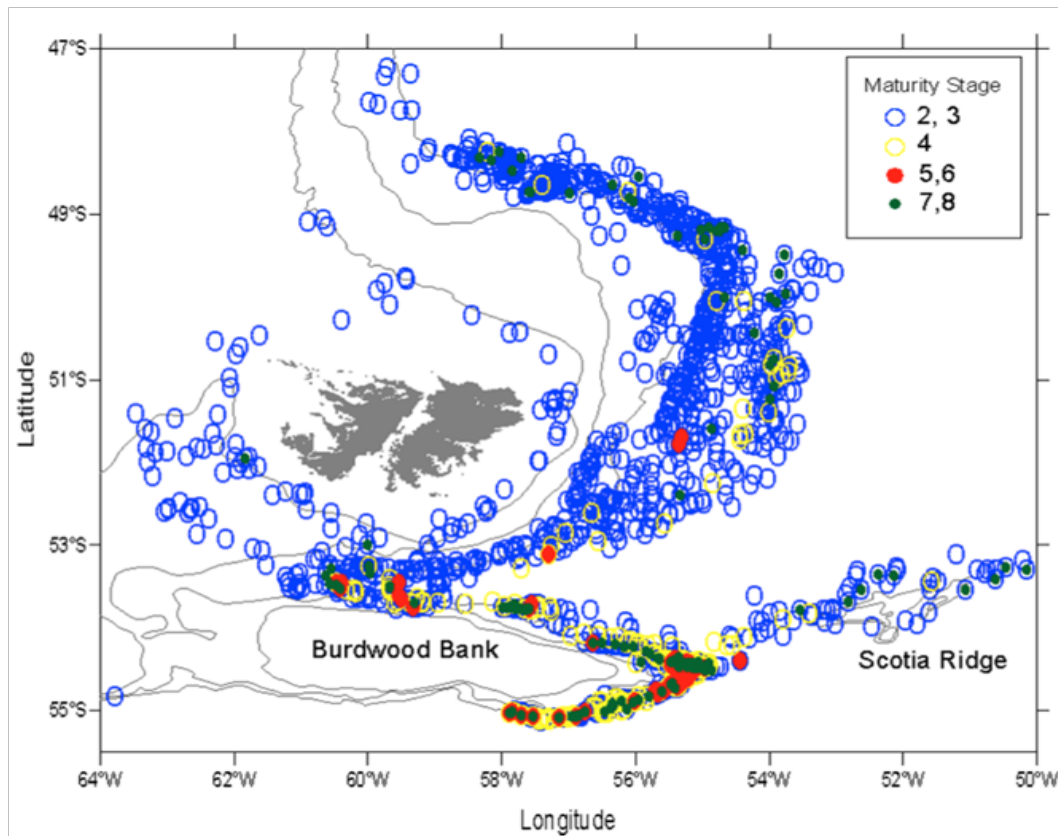 47°S
Maturity Stage
2, 3
4
5,6
7,8
49°S
Latitude
51°S
53°S
Burdwood Bank
Scotia Ridge
55°S
64°W
62°W
60°W
58°W
56°W
54°W
52°W
50°W
Longitude